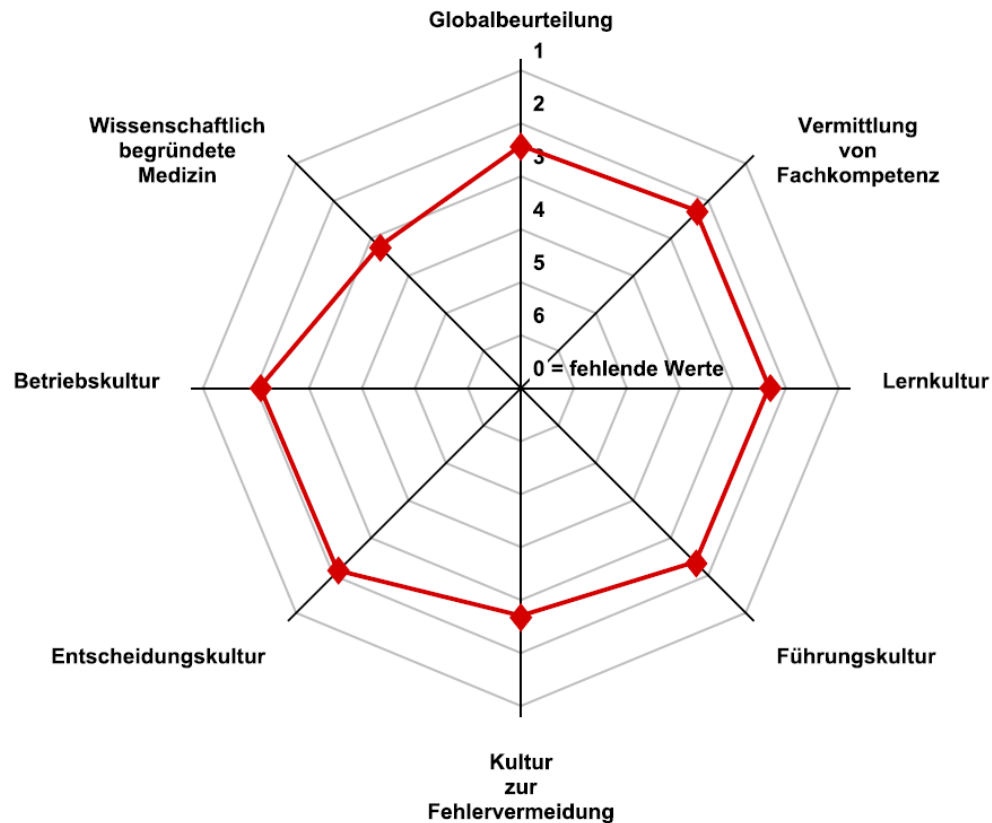 Globalbeurteilung
1
2
3
4
5
6
0 = fehlende Werte
Vermittlung
von
Fachkompetenz
Lernkultur
Führungskultur
Kultur
zur
Fehlervermeidung
Entscheidungskultur
Betriebskultur
Wissenschaftlich
begründete
Medizin